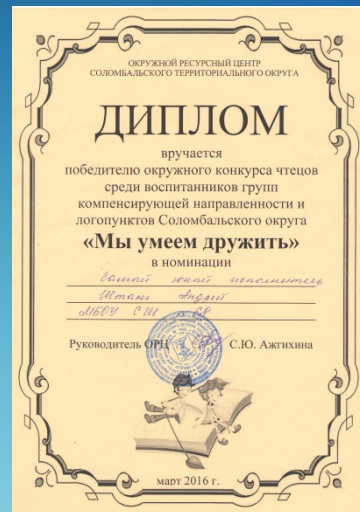 ОКРУЖНОЙ РЕСУРСНЫЙ ЦЕНТР
СОЛОМБАЛЬСКОГО ТЕРРИТОРИАЛЬНОГО ОКРУГА
ДИПЛОМ
вручается
победителю окружного конкурса чтецов
среди воспитанников групп
компенсирующей направленности и
логопунктов Соломбальского округа
«Мы умеем дружить»
в номинации
Самый юный исполнитель
Андрей
МБОУ СШ
Руководитель ОРЦ С.Ю. Ажгихина
март 2016 г.